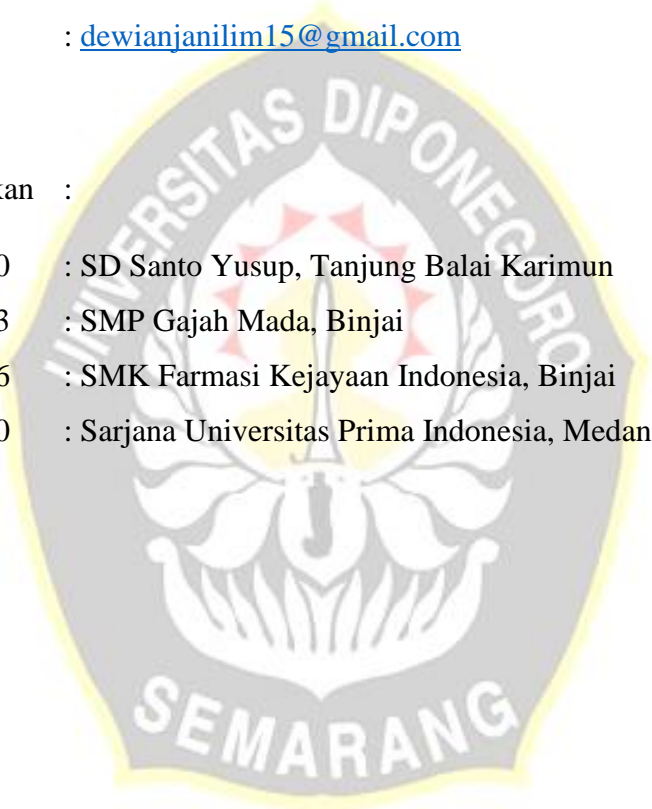 : dewianjanilim15@gmail.com
kan :
0 : SD Santo Yusup, Tanjung Balai Karimun
3 : SMP Gajah Mada, Binjai
6 : SMK Farmasi Kejayaan Indonesia, Binjai
0 : Sarjana Universitas Prima Indonesia, Medan
UNIVERSITAS DIPONEGORO
SEMARANG